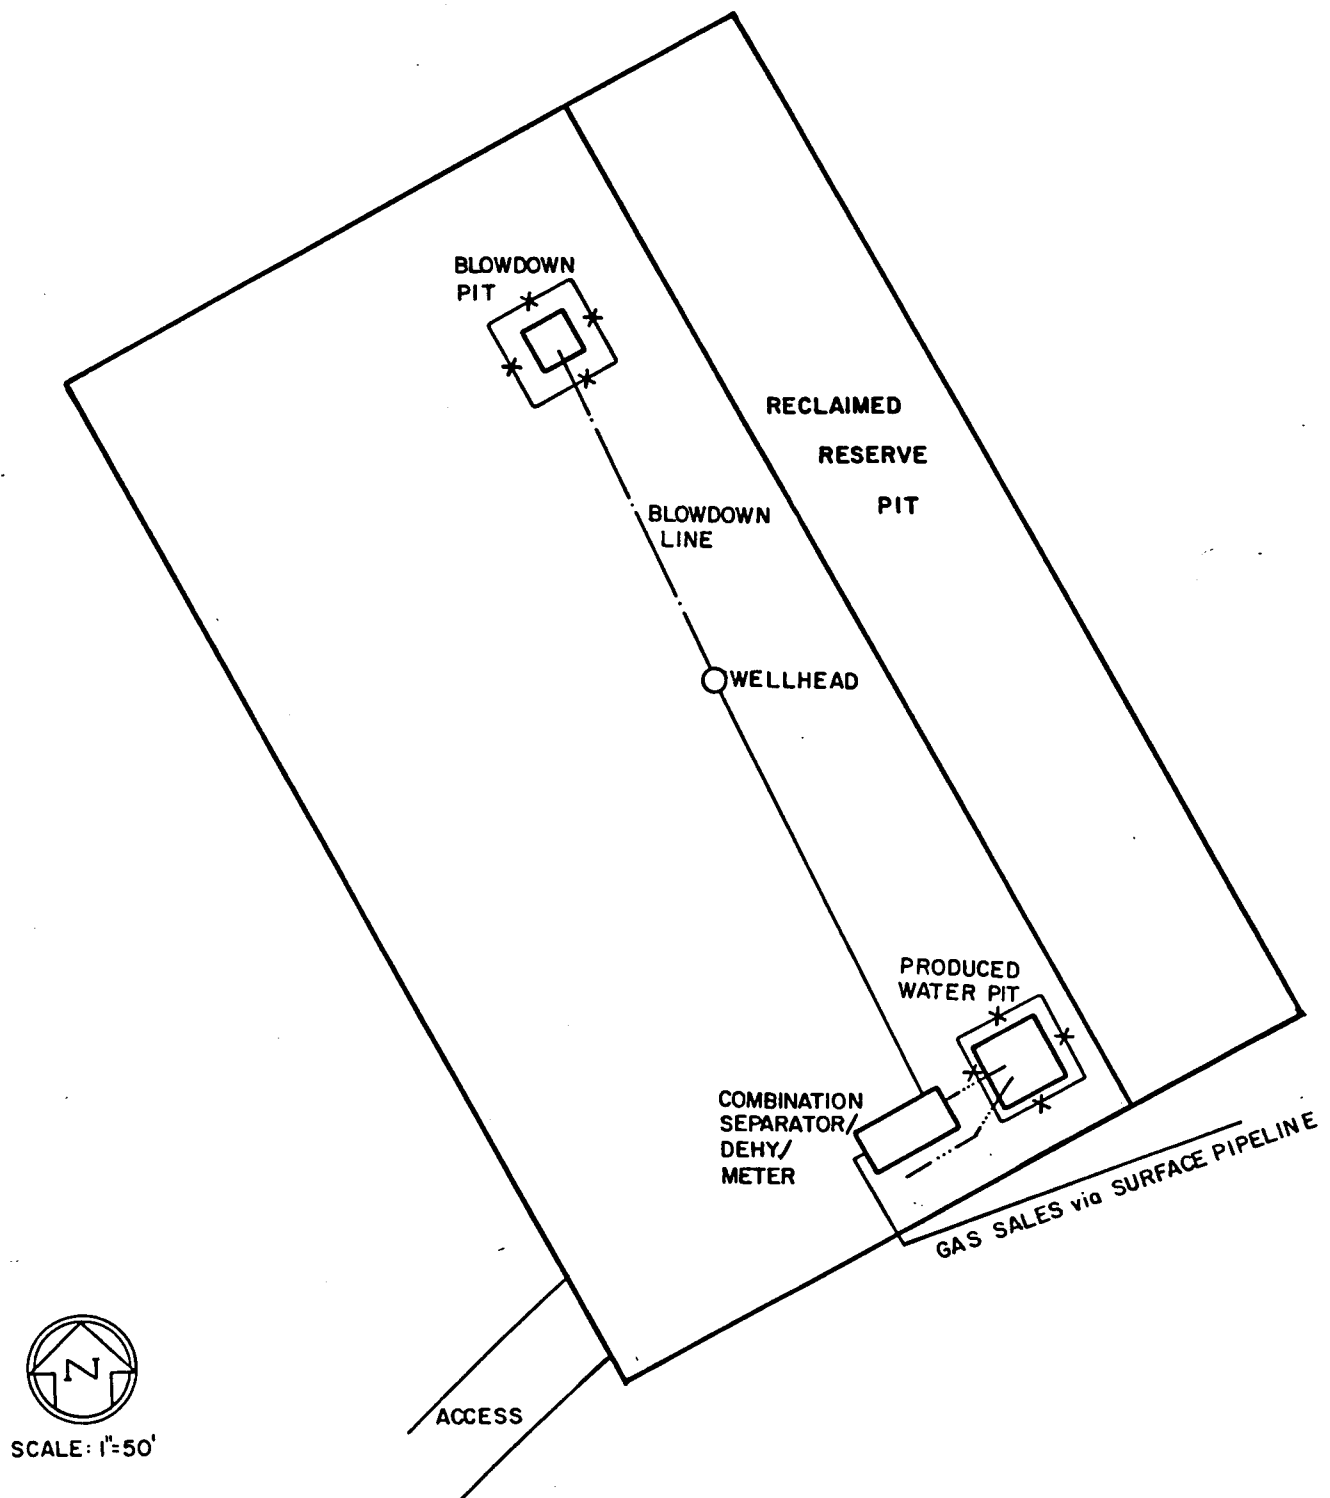 BLOWDOWN
PIT
RECLAIMED
RESERVE
PIT
BLOWDOWN
LINE
WELLHEAD
PRODUCED
WATER PIT
COMBINATION
SEPARATOR/
DEHY/
METER
GAS SALES via SURFACE PIPELINE
ACCESS
N
SCALE: 1"=50'